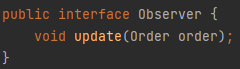 public interface Observer {
    void update(Order order);
}